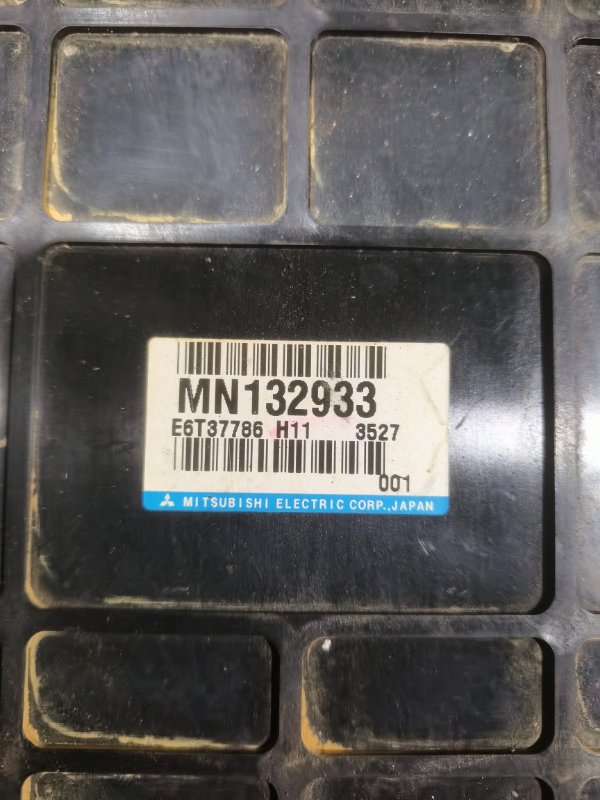 MN132933
E6T37786 H11 3527
001
MITSUBISHI ELECTRIC CORP., JAPAN